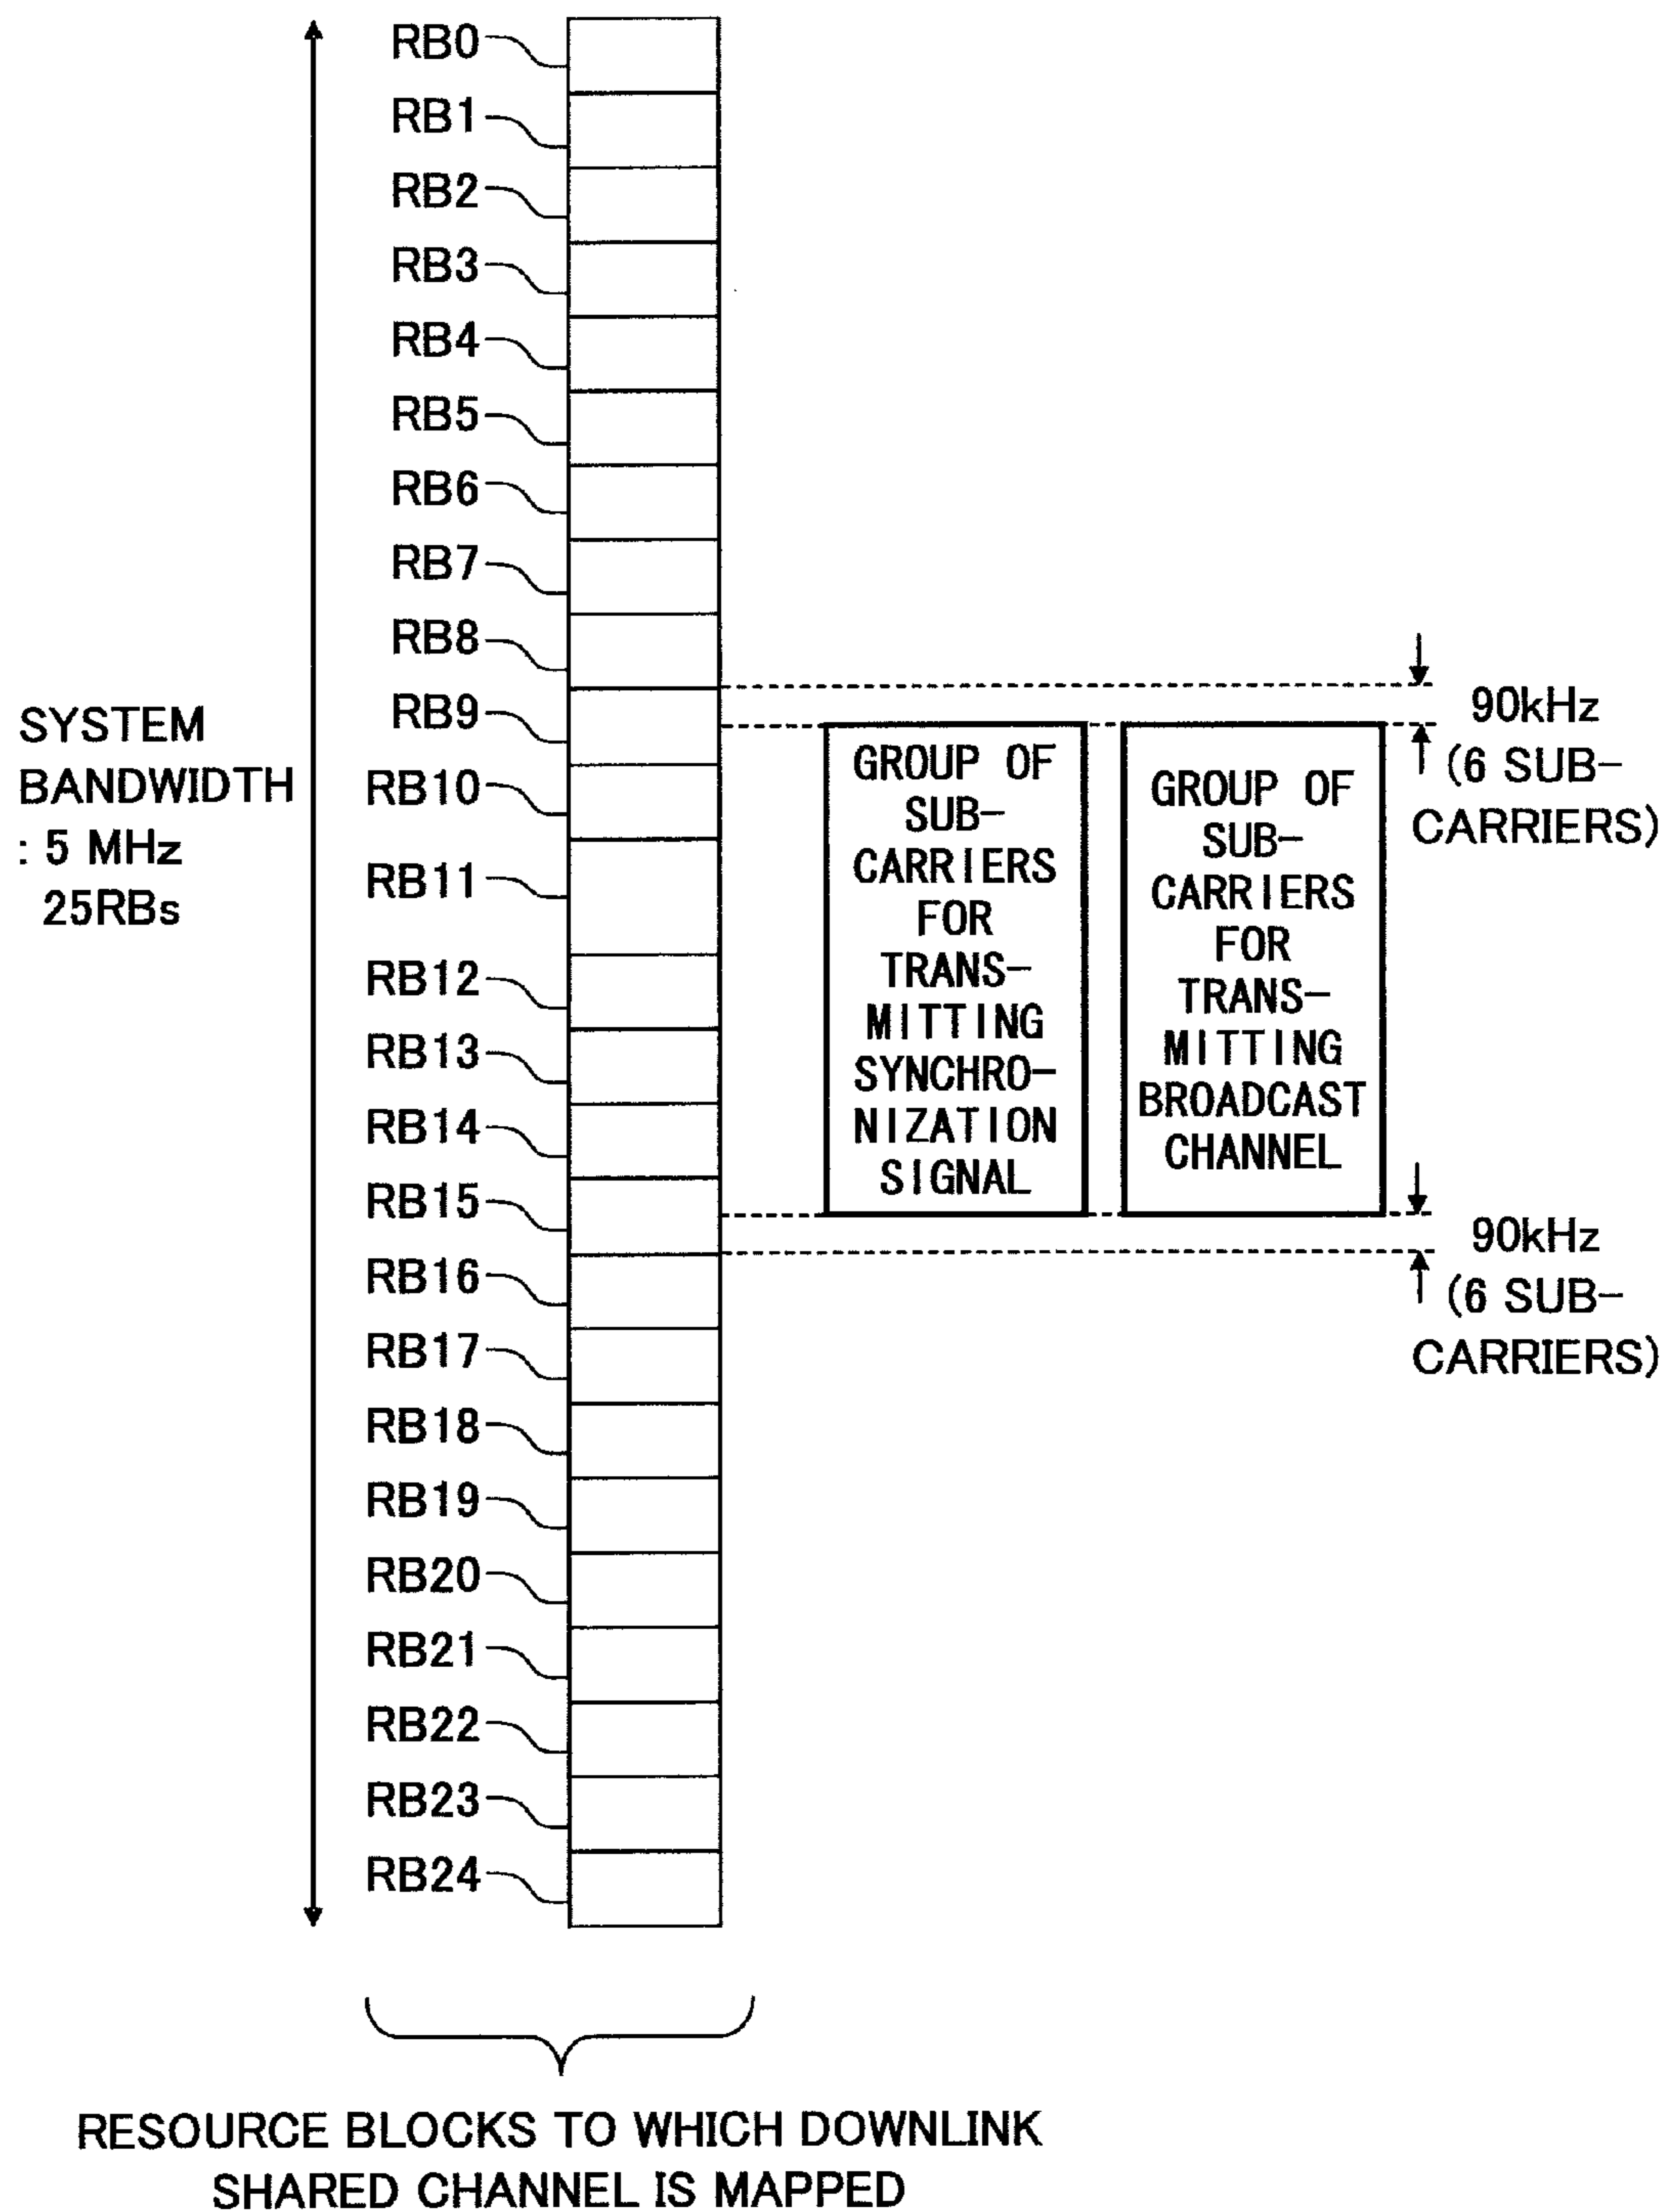 RB0
RB1
RB2
RB3
RB4
RB5
RB6
RB7
RB8
RB9
RB10
RB11
RB12
RB13
RB14
RB15
RB16
RB17
RB18
RB19
RB20
RB21
RB22
RB23
RB24
SYSTEM
BANDWIDTH
: 5 MHz
25RBs
GROUP OF
SUB-
CARRIERS
FOR
TRANS-
MITTING
SYNCHRO-
NIZATION
SIGNAL
GROUP OF
SUB-
CARRIERS
FOR
TRANS-
MITTING
BROADCAST
CHANNEL
90kHz
(6 SUB-
CARRIERS)
90kHz
(6 SUB-
CARRIERS)
RESOURCE BLOCKS TO WHICH DOWNLINK
SHARED CHANNEL IS MAPPED